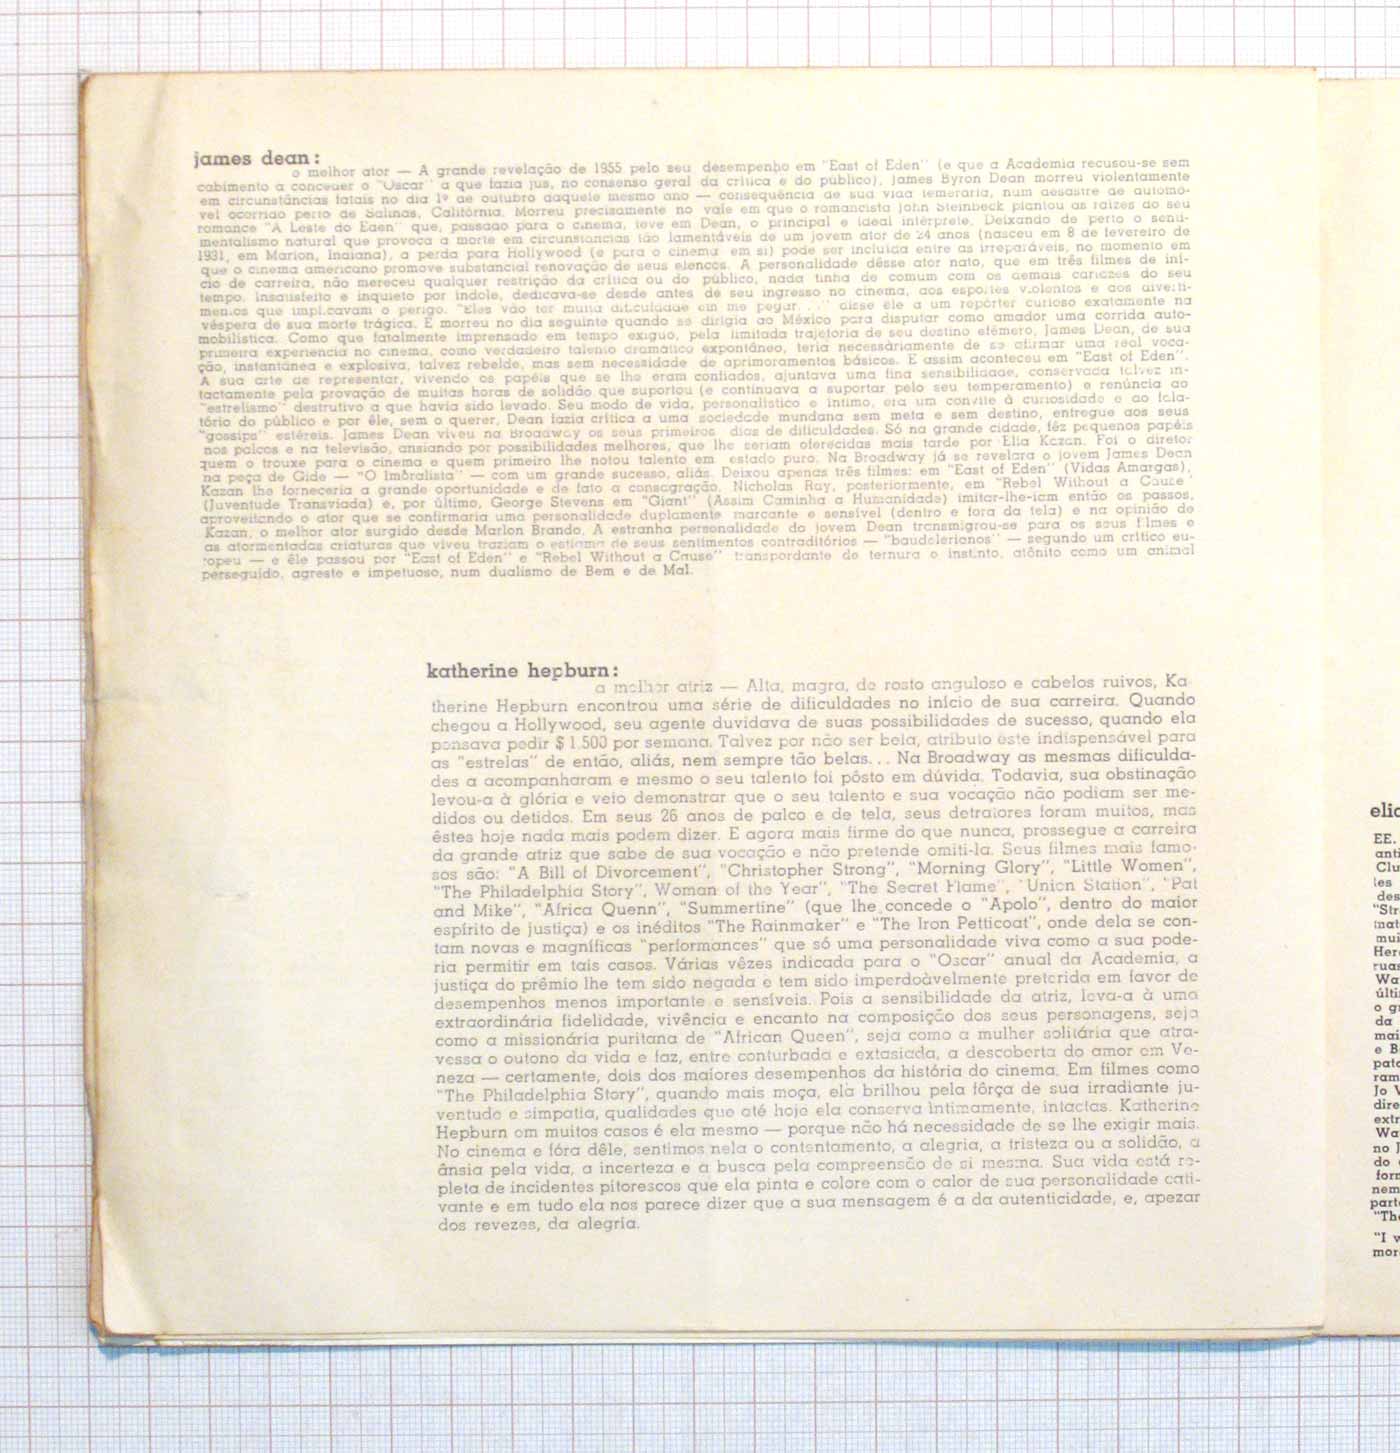 james dean:
o melhor ator — A grande revelação de 1955 pelo seu desempenho em "East of Eden" (e que a Academia recusou-se sem
cabimento a conceder o "Oscar" a que fazia jus, no consenso geral da crítica e do público), James Byron Dean morreu violentamente
em circunstâncias fatais no dia 1º de outubro daquele mesmo ano — consequência de sua vida temerária, num desastre de automó-
vel ocorrido perto de Salinas, Califórnia. Morreu precisamente no vale em que o romancista John Steinbeck plantou as raízes do seu
romance "A Leste do Eden" que, passado para o cinema, teve em Dean, o principal e ideal intérprete. Deixando de perto o senti-
mentalismo natural que provoca a morte em circunstâncias tão lamentáveis de um jovem ator de 24 anos (nasceu em 8 de fevereiro de
1931, em Marion, Indiana), a perda para Hollywood (e para o cinema em si) pode ser incluída entre as irreparáveis, no momento em
que o cinema americano promove substancial renovação de seus elencos. A personalidade dêsse ator nato, que em três filmes de iní-
cio de carreira, não mereceu qualquer restrição da crítica ou do público, nada tinha de comum com os demais cartazes do seu
tempo. Insatisfeito e inquieto por índole, dedicava-se desde antes de seu ingresso no cinema, aos esportes violentos e aos diverti-
mentos que implicavam o perigo. "Eles vão ter muita dificuldade em me pegar. . ." disse êle a um repórter curioso exatamente na
véspera de sua morte trágica. E morreu no dia seguinte quando se dirigia ao México para disputar como amador uma corrida auto-
mobilística. Como que fatalmente imprensado em tempo exíguo, pela limitada trajetória de seu destino efêmero, James Dean, de sua
primeira experiencia no cinema, como verdadeiro talento dramático expontâneo, teria necessàriamente de se afirmar uma real voca-
ção, instantânea e explosiva, talvez rebelde, mas sem necessidade de aprimoramentos básicos. E assim aconteceu em "East of Eden".
A sua arte de representar, vivendo os papéis que se lhe eram confiados, ajuntava uma fina sensibilidade, conservada talvez in-
tactamente pela provação de muitas horas de solidão que suportou (e continuava a suportar pelo seu temperamento) e renúncia ao
"estrelismo" destrutivo a que havia sido levado. Seu modo de vida, personalístico e íntimo, era um convite à curiosidade e ao fala-
tório do público e por êle, sem o querer, Dean fazia crítica a uma sociedade mundana sem meta e sem destino, entregue aos seus
"gossips" estéreis. James Dean viveu na Broadway os seus primeiros dias de dificuldades. Só na grande cidade, fêz pequenos papéis
nos palcos e na televisão, ansiando por possibilidades melhores, que lhe seriam oferecidas mais tarde por Elia Kazan. Foi o diretor
quem o trouxe para o cinema e quem primeiro lhe notou talento em estado puro. Na Broadway já se revelara o jovem James Dean
na peça de Gide — "O Imôralista" — com um grande sucesso, aliás. Deixou apenas três filmes: em "East of Eden" (Vidas Amargas),
Kazan lhe forneceria a grande oportunidade e de fato a consagração. Nicholas Ray, posteriormente, em "Rebel Without a Cause"
(Juventude Transviada) e, por último, George Stevens em "Giant" (Assim Caminha a Humanidade) imitar-lhe-iam então os passos,
aproveitando o ator que se confirmaria uma personalidade duplamente marcante e sensível (dentro e fora da tela) e na opinião de
Kazan, o melhor ator surgido desde Marlon Brando. A estranha personalidade do jovem Dean transmigrou-se para os seus filmes e
as atormentadas criaturas que viveu traziam o estigma de seus sentimentos contraditórios — "baudelerianos" — segundo um crítico eu-
ropeu — e êle passou por "East of Eden" e "Rebel Without a Cause" transpordante de ternura o instinto, atônito como um animal
perseguido, agreste e impetuoso, num dualismo de Bem e de Mal.
katherine hepburn:
a melhor atriz — Alta, magra, de rosto anguloso e cabelos ruivos, Ka
therine Hepburn encontrou uma série de dificuldades no início de sua carreira. Quando
chegou a Hollywood, seu agente duvidava de suas possibilidades de sucesso, quando ela
pensava pedir $ 1.500 por semana. Talvez por não ser bela, atributo êste indispensável para
as "estrelas" de então, aliás, nem sempre tão belas. . . Na Broadway as mesmas dificulda-
des a acompanharam e mesmo o seu talento foi pôsto em dúvida. Todavia, sua obstinação
levou-a à glória e veio demonstrar que o seu talento e sua vocação não podiam ser me-
didos ou detidos. Em seus 26 anos de palco e de tela, seus detratores foram muitos, mas
êstes hoje nada mais podem dizer. E agora mais firme do que nunca, prossegue a carreira
da grande atriz que sabe de sua vocação e não pretende omiti-la. Seus filmes mais famo-
sos são: "A Bill of Divorcement", "Christopher Strong", "Morning Glory", "Little Women",
"The Philadelphia Story", Woman of the Year", "The Secret Flame", "Union Station", "Pat
and Mike", "Africa Quenn", "Summertine" (que lhe concede o "Apolo", dentro do maior
espírito de justiça) e os inéditos "The Rainmaker" e "The Iron Petticoat", onde dela se con-
tam novas e magníficas "performances" que só uma personalidade viva como a sua pode-
ria permitir em tais casos. Várias vêzes indicada para o "Oscar" anual da Academia, a
justiça do prêmio lhe tem sido negada e tem sido imperdoàvelmente preterida em favor de
desempenhos menos importante e sensíveis. Pois a sensibilidade da atriz, leva-a à uma
extraordinária fidelidade, vivência e encanto na composição dos seus personagens, seja
como a missionária puritana de "African Queen", seja como a mulher solitária que atra-
vessa o outono da vida e faz, entre conturbada e extasiada, a descoberta do amor em Ve-
neza — certamente, dois dos maiores desempenhos da história do cinema. Em filmes como
"The Philadelphia Story", quando mais moça, ela brilhou pela fôrça de sua irradiante ju-
ventude e simpatia, qualidades que até hoje ela conserva intimamente, intactas. Katherine
Hepburn em muitos casos é ela mesmo — porque não há necessidade de se lhe exigir mais.
No cinema e fóra dêle, sentimos nela o contentamento, a alegria, a tristeza ou a solidão, a
ânsia pela vida, a incerteza e a busca pela compreensão de si mesma. Sua vida está re-
pleta de incidentes pitorescos que ela pinta e colore com o calor de sua personalidade cati-
vante e em tudo ela nos parece dizer que a sua mensagem é a da autenticidade, e, apezar
dos revezes, da alegria.